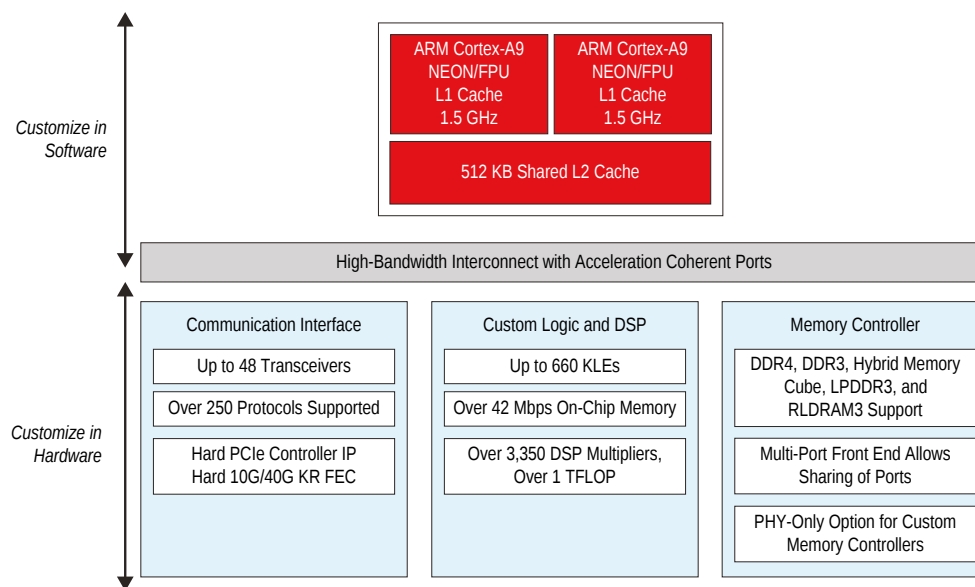 ARM Cortex-A9
NEON/FPU
L1 Cache
1.5 GHz
ARM Cortex-A9
NEON/FPU
L1 Cache
1.5 GHz
Customize in
Software
512 KB Shared L2 Cache
High-Bandwidth Interconnect with Acceleration Coherent Ports
Customize in
Hardware
Communication Interface
Up to 48 Transceivers
Over 250 Protocols Supported
Hard PCIe Controller IP
Hard 10G/40G KR FEC
Custom Logic and DSP
Up to 660 KLEs
Over 42 Mbps On-Chip Memory
Over 3,350 DSP Multipliers,
Over 1 TFLOP
Memory Controller
DDR4, DDR3, Hybrid Memory
Cube, LPDDR3, and
RLDRAM3 Support
Multi-Port Front End Allows
Sharing of Ports
PHY-Only Option for Custom
Memory Controllers